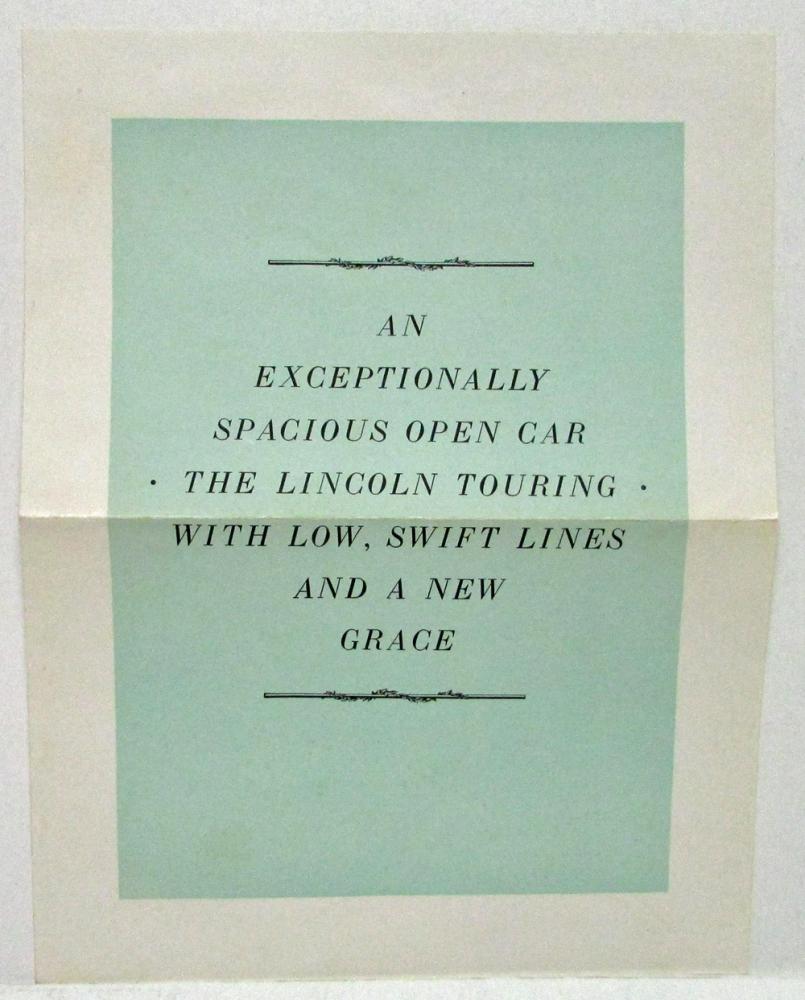 AN
EXCEPTIONALLY
SPACIOUS OPEN CAR
· THE LINCOLN TOURING ·
WITH LOW, SWIFT LINES
AND A NEW
GRACE